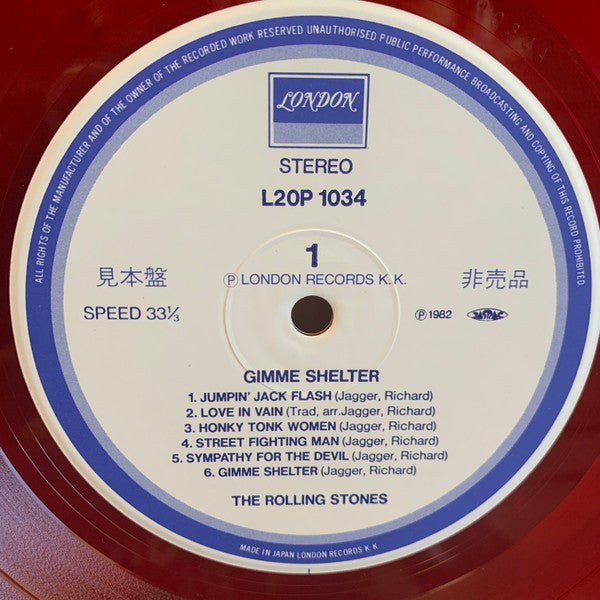 ALL RIGHTS OF THE MANUFACTURER AND OF THE OWNER OF THE RECORDED WORK RESERVED UNAUTHORISED PUBLIC PERFORMANCE BROADCASTING AND COPYING OF THIS RECORD PROHIBITED
LONDON
STEREO
L20P 1034
1
見本盤
Ⓟ LONDON RECORDS K.K.
非売品
SPEED 33⅓
Ⓟ1982
JASRAC
GIMME SHELTER
1. JUMPIN' JACK FLASH (Jagger, Richard)
2. LOVE IN VAIN (Trad, arr.Jagger, Richard)
3. HONKY TONK WOMEN (Jagger, Richard)
4. STREET FIGHTING MAN (Jagger, Richard)
5. SYMPATHY FOR THE DEVIL (Jagger, Richard)
6. GIMME SHELTER (Jagger, Richard)
THE ROLLING STONES
MADE IN JAPAN LONDON RECORDS K.K